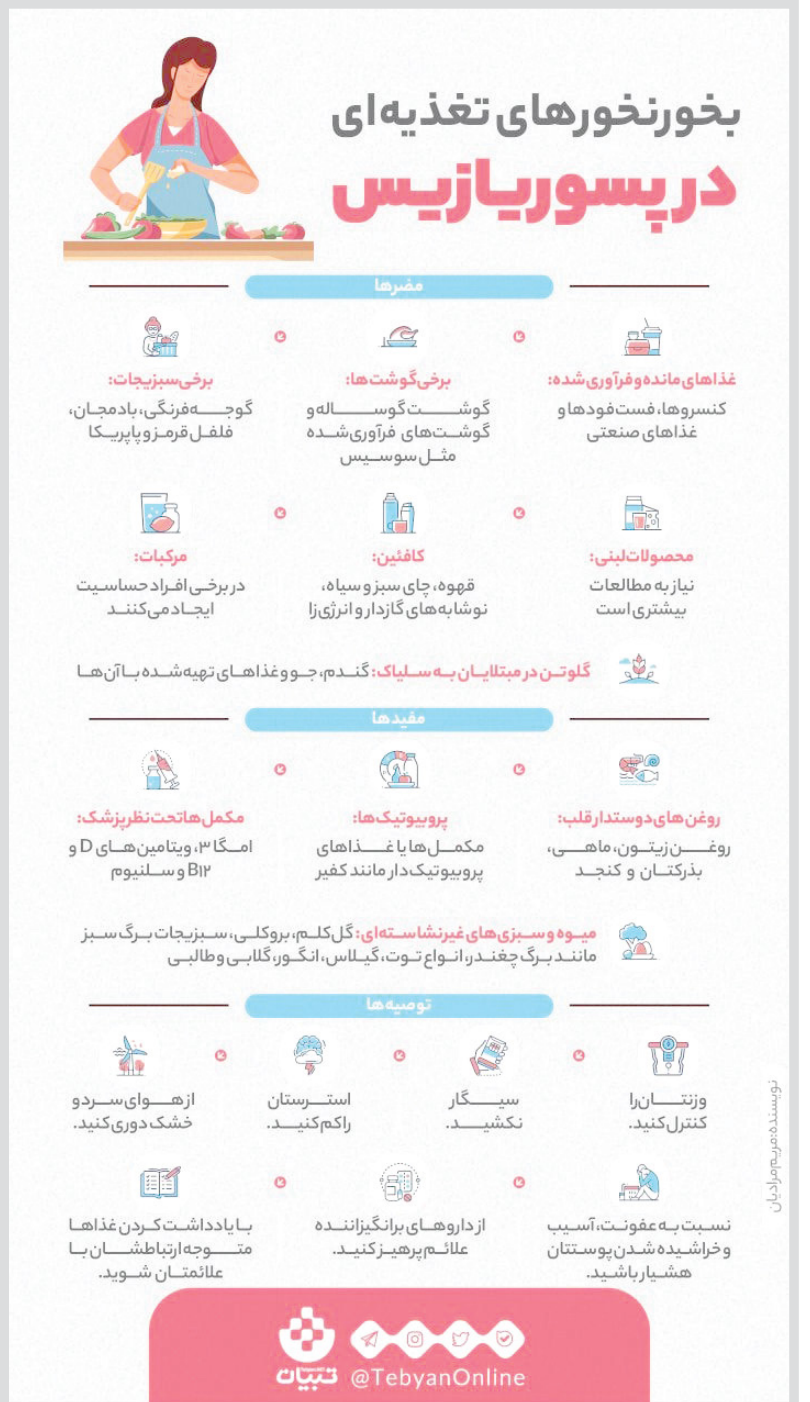 بخور نخورهای تغذیه‌ای
در پسوریازیس
مضرها
غذاهای مانده و فرآوری شده:
کنسروها، فست‌فودها و
غذاهای صنعتی
برخی گوشت‌ها:
گوشت گوساله و
گوشت‌های فرآوری‌شده
مثل سوسیس
برخی سبزیجات:
گوجه‌فرنگی، بادمجان،
فلفل قرمز و پاپریکا
محصولات لبنی:
نیاز به مطالعات
بیشتری است
کافئین:
قهوه، چای سبز و سیاه،
نوشابه‌های گازدار و انرژی‌زا
مرکبات:
در برخی افراد حساسیت
ایجاد می‌کنند
گلوتن در مبتلایان به سلیاک: گندم، جو و غذاهای تهیه‌شده با آن‌ها
مفیدها
روغن‌های دوستدار قلب:
روغن زیتون، ماهی،
بذرکتان و کنجد
پروبیوتیک‌ها:
مکمل‌ها یا غذاهای
پروبیوتیک‌دار مانند کفیر
مکمل‌ها تحت نظر پزشک:
امگا ۳، ویتامین‌های D و
B۱۲ و سلنیوم
میوه و سبزی‌های غیرنشاسته‌ای: گل‌کلم، بروکلی، سبزیجات برگ سبز
مانند برگ چغندر، انواع توت، گیلاس، انگور، گلابی و طالبی
توصیه‌ها
وزنتان را
کنترل کنید.
سیگار
نکشید.
استرستان
را کم کنید.
از هوای سرد و
خشک دوری کنید.
نسبت به عفونت، آسیب
و خراشیده شدن پوستتان
هشیار باشید.
از داروهای برانگیزاننده
علائم پرهیز کنید.
با یادداشت کردن غذاها
متوجه ارتباطشان با
علائمتان شوید.
نویسنده: مریم مرادیان
تبیان
@TebyanOnline